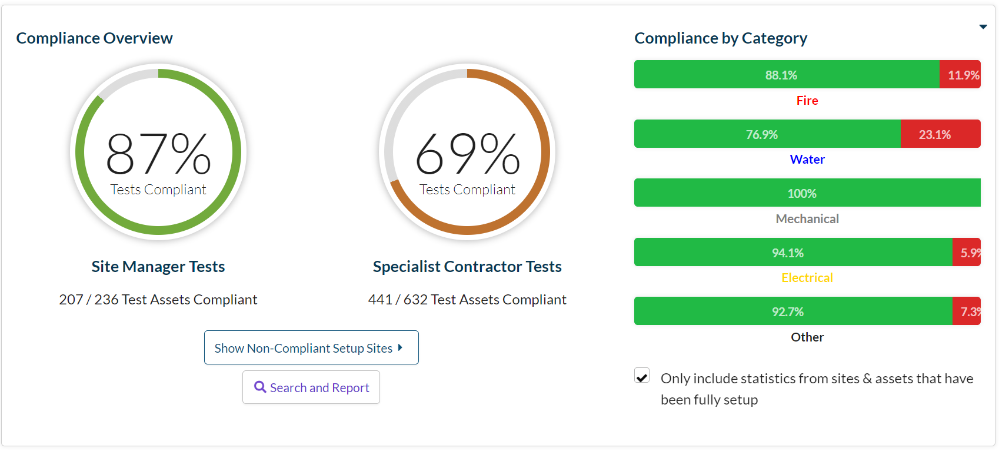 Compliance Overview
87%
Tests Compliant
Site Manager Tests
207 / 236 Test Assets Compliant
69%
Tests Compliant
Specialist Contractor Tests
441 / 632 Test Assets Compliant
Show Non-Compliant Setup Sites
Search and Report
Compliance by Category
88.1% 11.9%
Fire
76.9% 23.1%
Water
100%
Mechanical
94.1% 5.9%
Electrical
92.7% 7.3%
Other
Only include statistics from sites & assets that have
been fully setup